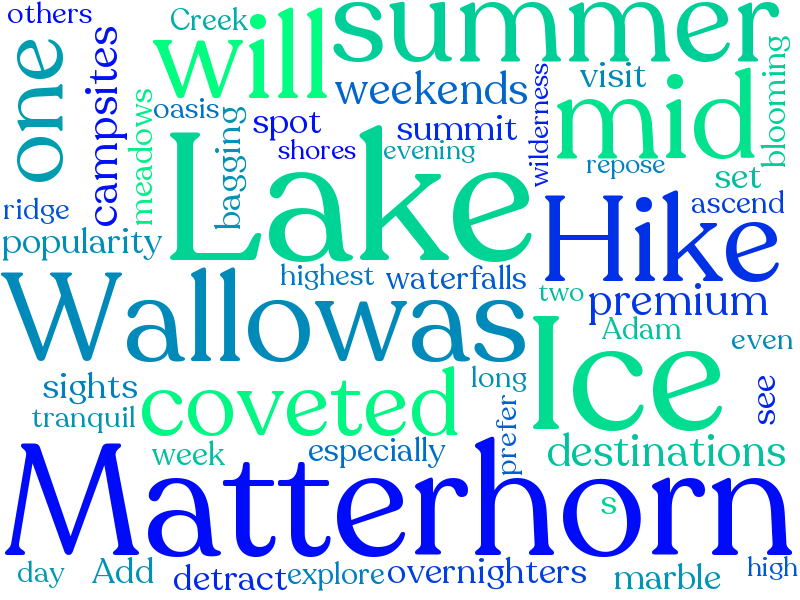 others
Creek
summer
one
campsites
will
weekends
visit
blooming
meadows
oasis
bagging
spot
summit
wilderness
mid
shores
evening
repose
set
ridge
Lake
Hike
ascend
popularity
highest
waterfalls
two
premium
Wallowas
Ice
Adam
even
sights
coveted
long
see
tranquil
prefer
week
especially
destinations
Matterhorn
s
day
Add
detract
explore
overnighters
marble
high